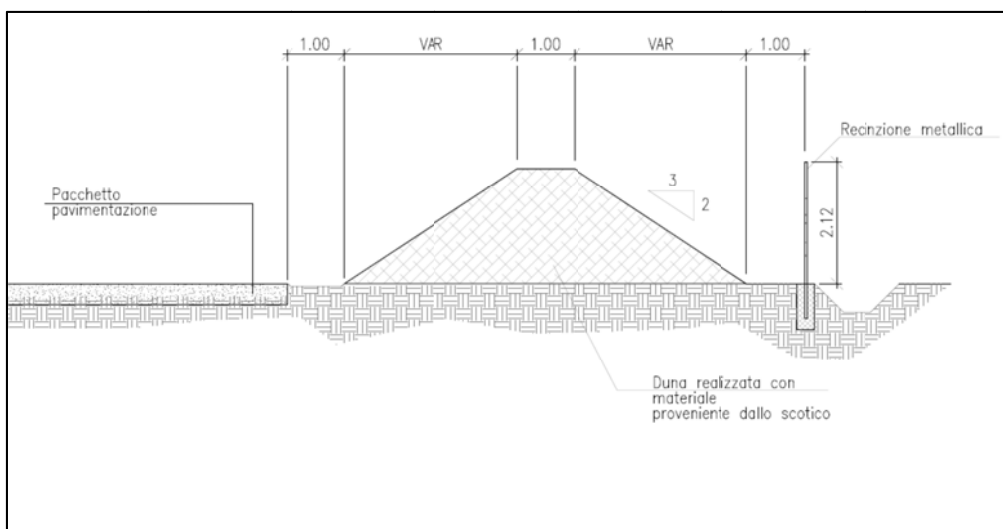 1.00
VAR
1.00
VAR
1.00
Recinzione metallica
3
2
2.12
Pacchetto
pavimentazione
Duna realizzata con
materiale
proveniente dallo scotico